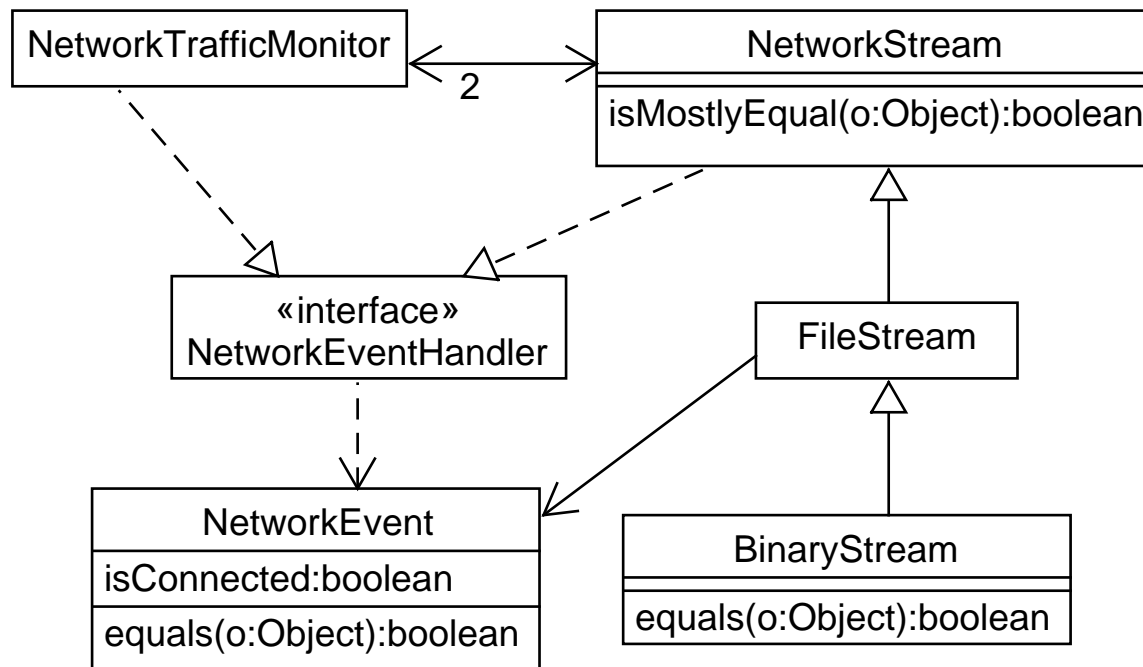 NetworkTrafficMonitor
2
NetworkStream
isMostlyEqual(o:Object):boolean
«interface»
NetworkEventHandler
FileStream
NetworkEvent
isConnected:boolean
equals(o:Object):boolean
BinaryStream
equals(o:Object):boolean